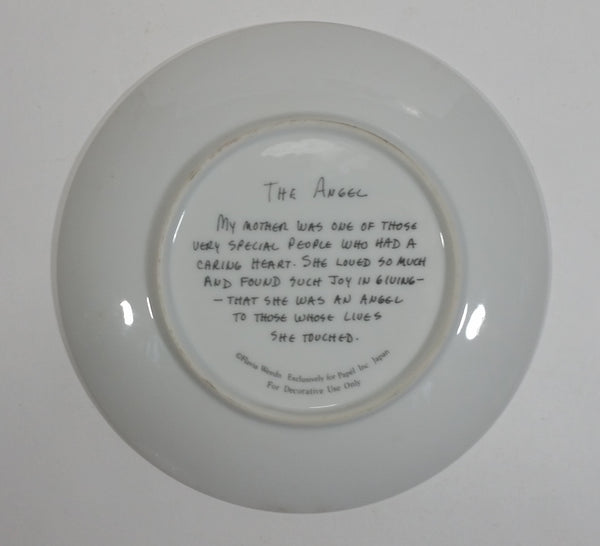 The Angel
My mother was one of those
very special people who had a
caring heart. She loved so much
and found such joy in giving-
- that she was an angel
to those whose lives
she touched.
©Flavia Weedn Exclusively for Papel Inc Japan
For Decorative Use Only